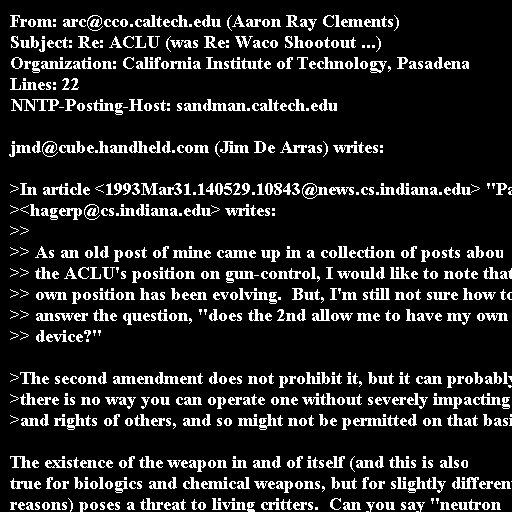 From: arc@cco.caltech.edu (Aaron Ray Clements)
Subject: Re: ACLU (was Re: Waco Shootout ...)
Organization: California Institute of Technology, Pasadena
Lines: 22
NNTP-Posting-Host: sandman.caltech.edu

jmd@cube.handheld.com (Jim De Arras) writes:

>In article <1993Mar31.140529.10843@news.cs.indiana.edu> "Pa
><hagerp@cs.indiana.edu> writes:
>>
>> As an old post of mine came up in a collection of posts abou
>> the ACLU's position on gun-control, I would like to note that
>> own position has been evolving.  But, I'm still not sure how to
>> answer the question, "does the 2nd allow me to have my own
>> device?"

>The second amendment does not prohibit it, but it can probably
>there is no way you can operate one without severely impacting
>and rights of others, and so might not be permitted on that basi

The existence of the weapon in and of itself (and this is also
true for biologics and chemical weapons, but for slightly differen
reasons) poses a threat to living critters.  Can you say "neutron